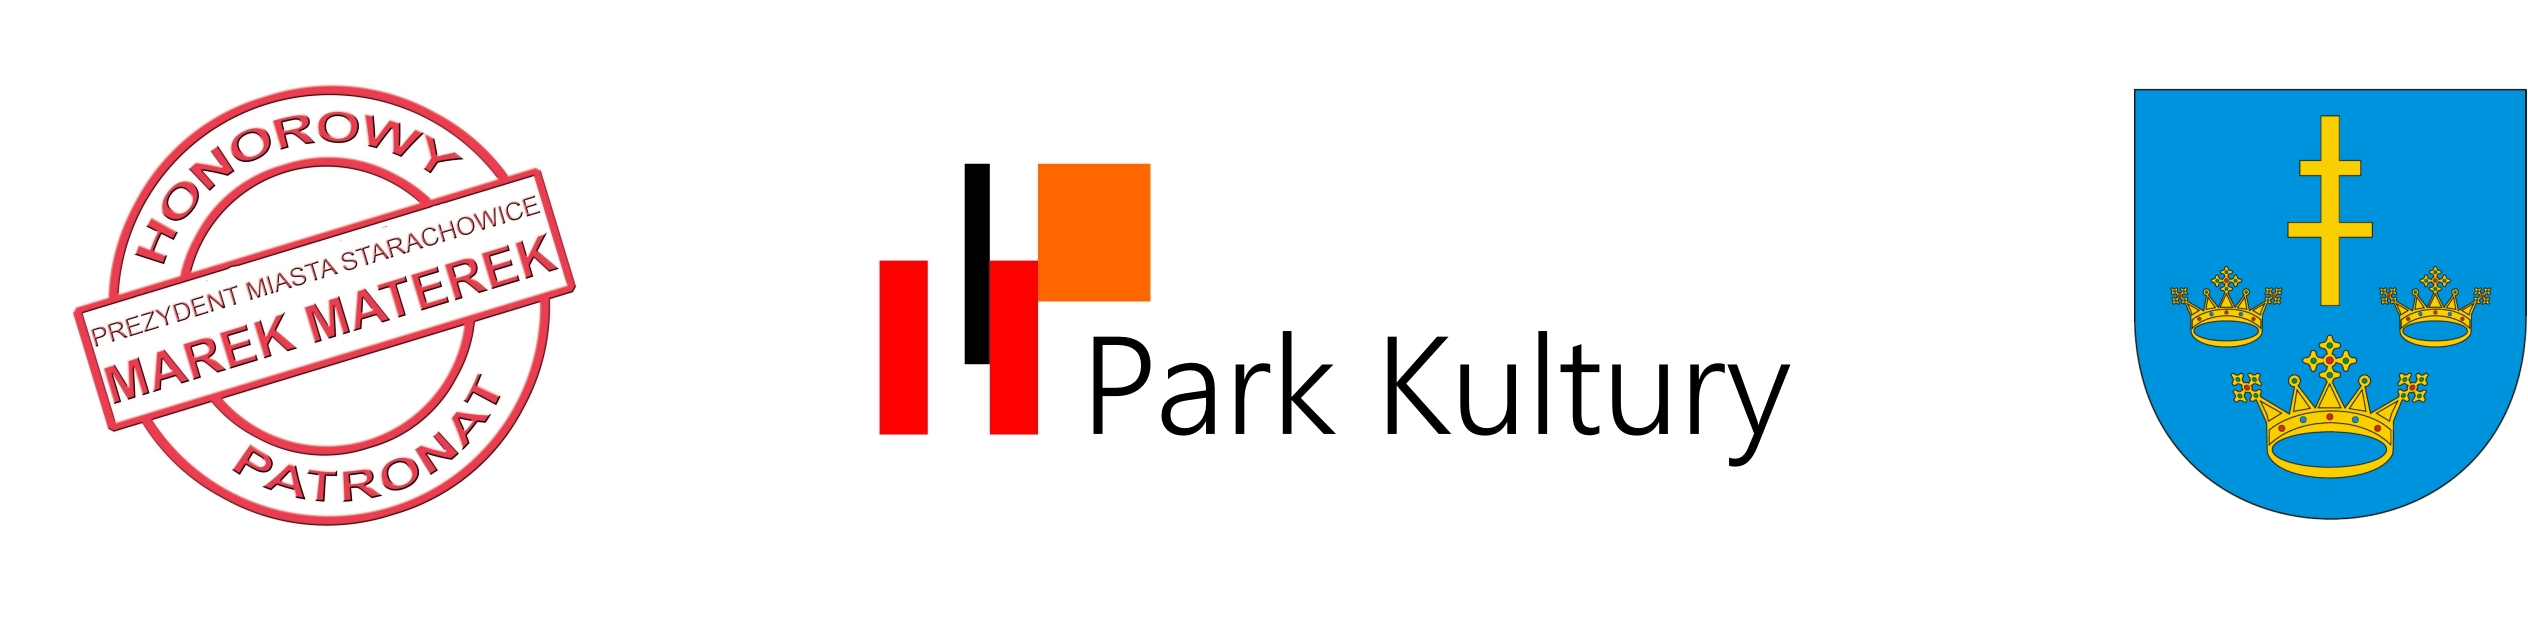 HONOROWY
PREZYDENT MIASTA STARACHOWICE
MAREK MATEREK
PATRONAT
Park Kultury